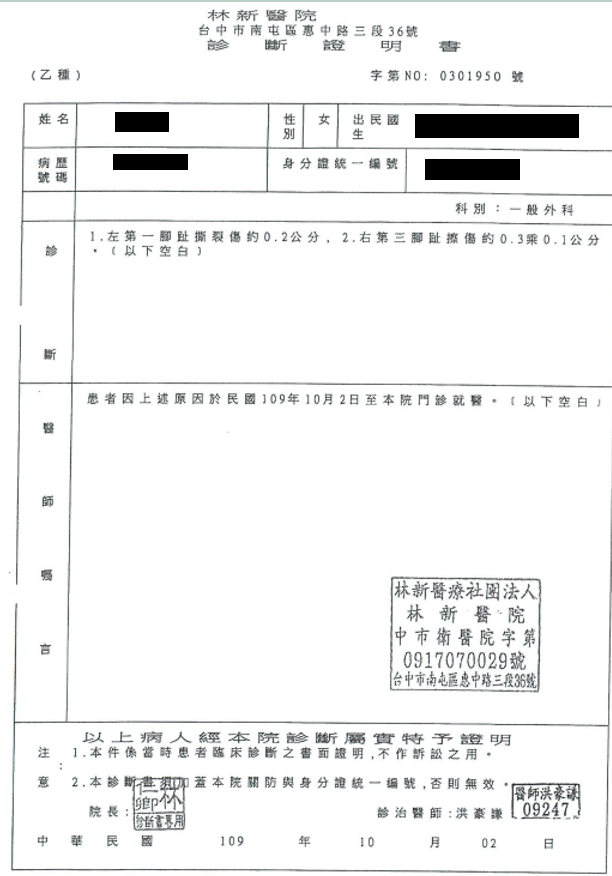 林新醫院
台中市南屯區惠中路三段36號
診斷證明書
(乙種) 字第NO: 0301950 號
姓名 性別 女 出生 民國
病歷號碼 身分證統一編號
科別：一般外科
診斷
1.左第一腳趾撕裂傷約0.2公分, 2.右第三腳趾擦傷約0.3乘0.1公分
。(以下空白)
醫師囑言
患者因上述原因於民國109年10月2日至本院門診就醫。(以下空白)
林新醫療社團法人
林新醫院
中市衛醫院字第
0917070029號
台中市南屯區惠中路三段36號
以上病人經本院診斷屬實特予證明
注意：
1.本件係當時患者臨床診斷之書面證明,不作訴訟之用。
2.本診斷書須加蓋本院關防與身分證統一編號,否則無效。
院長: 林仁卿 診斷書專用
診治醫師:洪豪謙
醫師洪豪謙
09247
中華民國 109 年 10 月 02 日